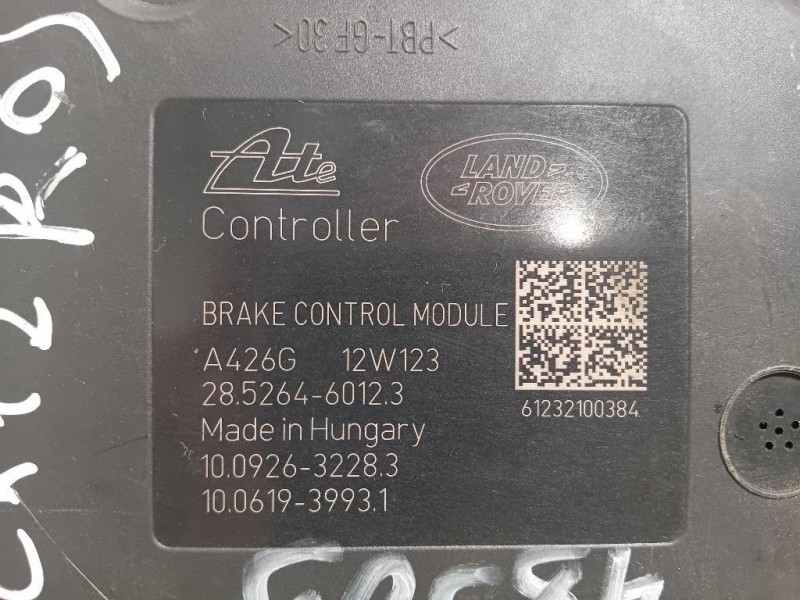 >PBT-GF30<
Ate
LAND-
ROVER
Controller
BRAKE CONTROL MODULE
A426G 12W123
28.5264-6012.3
61232100384
Made in Hungary
10.0926-3228.3
10.0619-3993.1